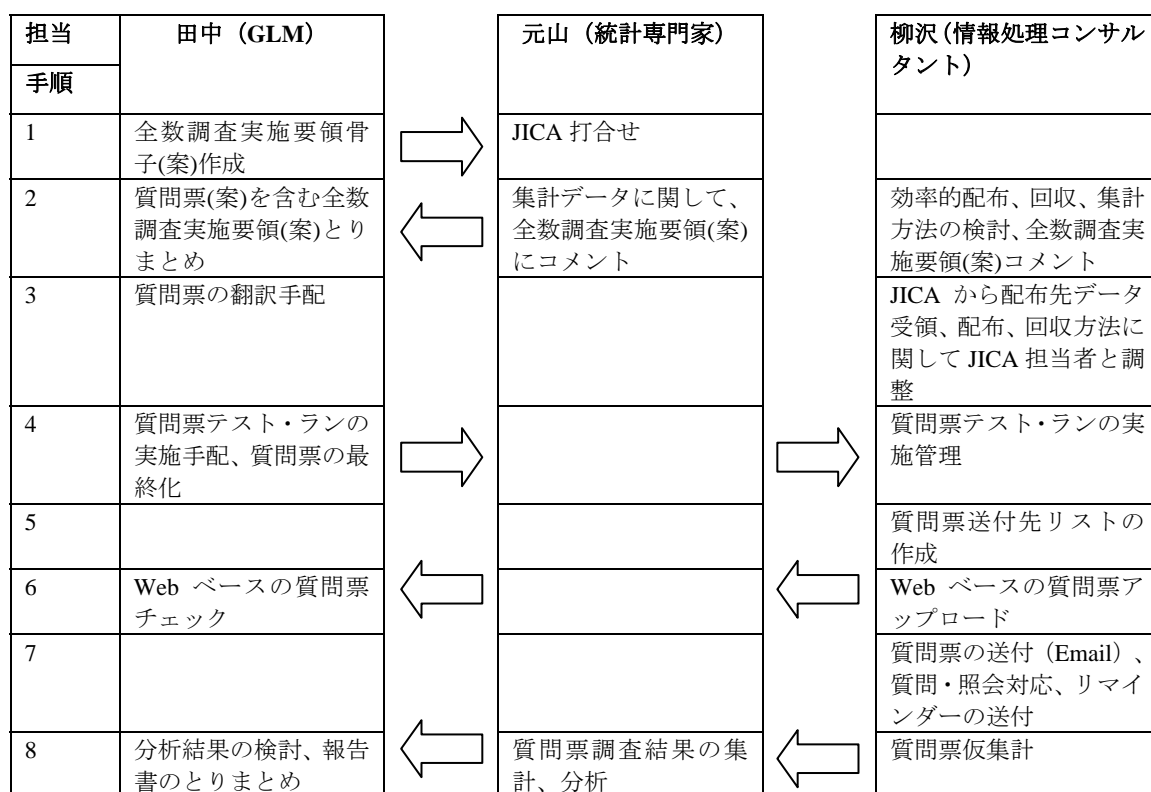 担当
田中（GLM）
元山（統計専門家）
柳沢（情報処理コンサル
タント）
手順
1
全数調査実施要領骨
子(案)作成
JICA 打合せ
2
質問票(案)を含む全数
調査実施要領(案)とり
まとめ
集計データに関して、
全数調査実施要領(案)
にコメント
効率的配布、回収、集計
方法の検討、全数調査実
施要領(案)コメント
3
質問票の翻訳手配
JICA から配布先データ
受領、配布、回収方法に
関して JICA 担当者と調
整
4
質問票テスト・ランの
実施手配、質問票の最
終化
質問票テスト・ランの実
施管理
5
質問票送付先リストの
作成
6
Web ベースの質問票
チェック
Web ベースの質問票ア
ップロード
7
質問票の送付（Email）、
質問・照会対応、リマイ
ンダーの送付
8
分析結果の検討、報告
書のとりまとめ
質問票調査結果の集
計、分析
質問票仮集計